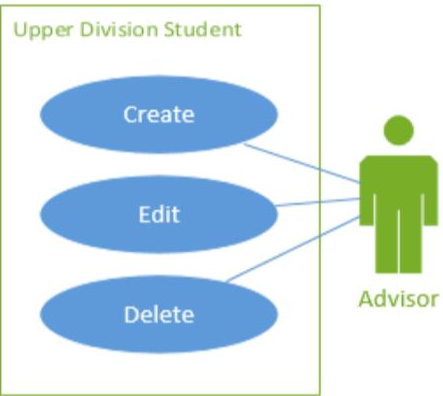 Upper Division Student
Create
Edit
Delete
Advisor